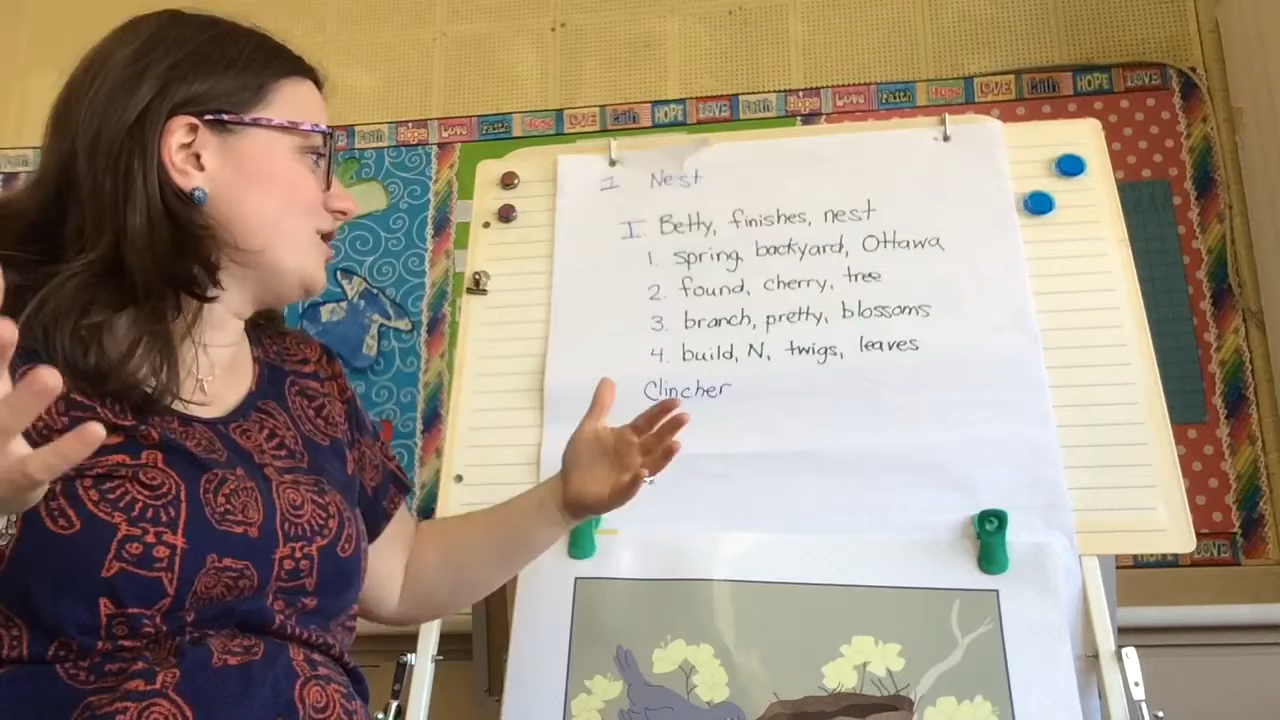 Faith Hope Love Faith Hope LOVE faith HOPE LOVE Faith Hope Love Faith Hope LOVE faith HOPE LOVE
1 Nest
I. Betty, finishes, nest
1. spring, backyard, Ottawa
2. found, cherry, tree
3. branch, pretty, blossoms
4. build, N, twigs, leaves
Clincher
HOPE LOVE